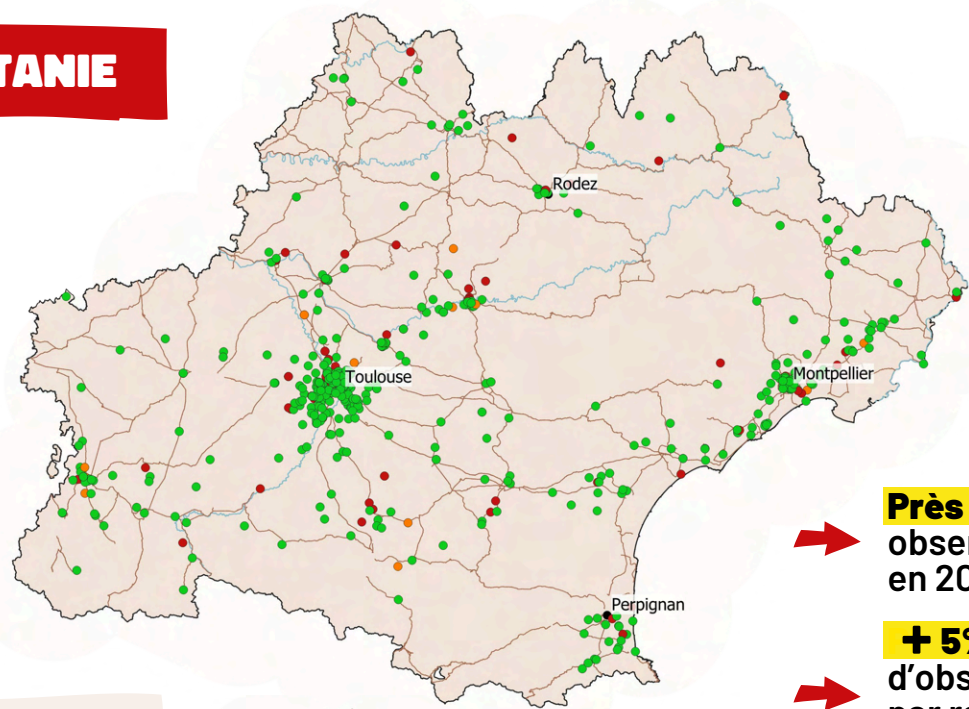 TANIE
Rodez
Toulouse
Montpellier
Près
obser
en 20
Perpignan
+ 5%
d'obs